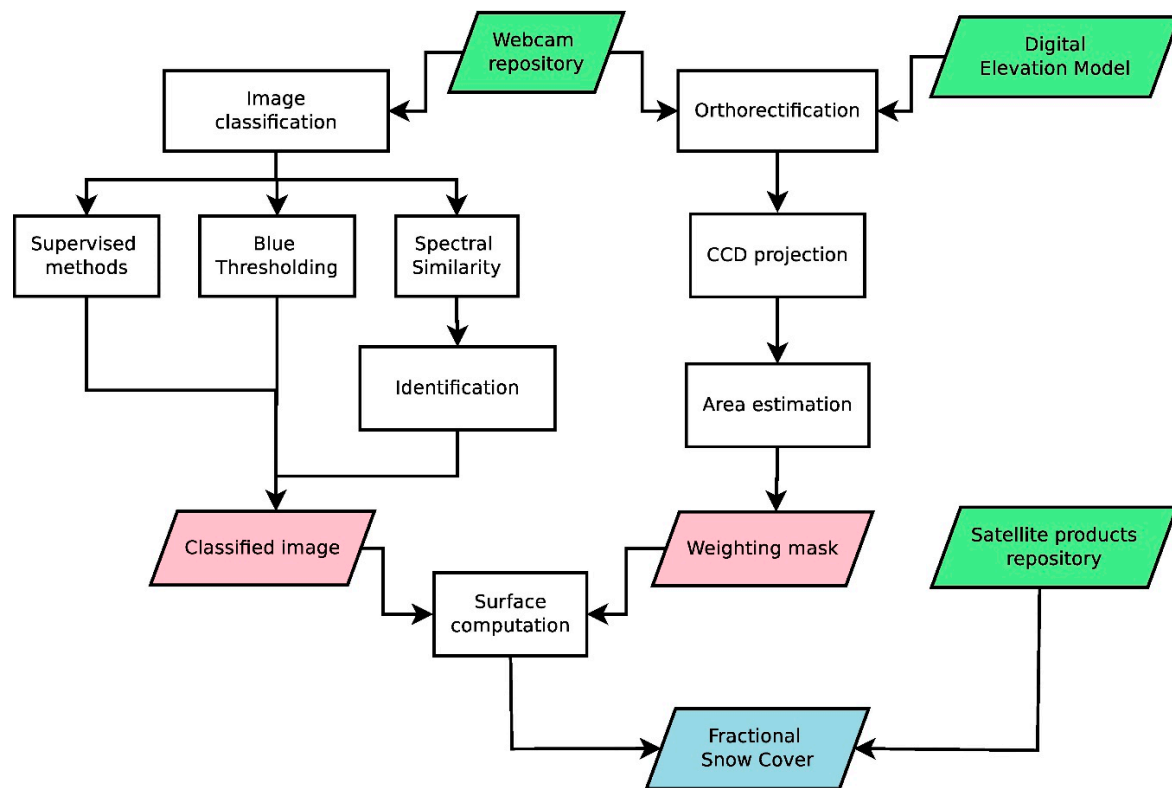 Webcam
repository
Digital
Elevation Model
Image
classification
Orthorectification
Supervised
methods
Blue
Thresholding
Spectral
Similarity
CCD projection
Identification
Area estimation
Classified image
Weighting mask
Satellite products
repository
Surface
computation
Fractional
Snow Cover